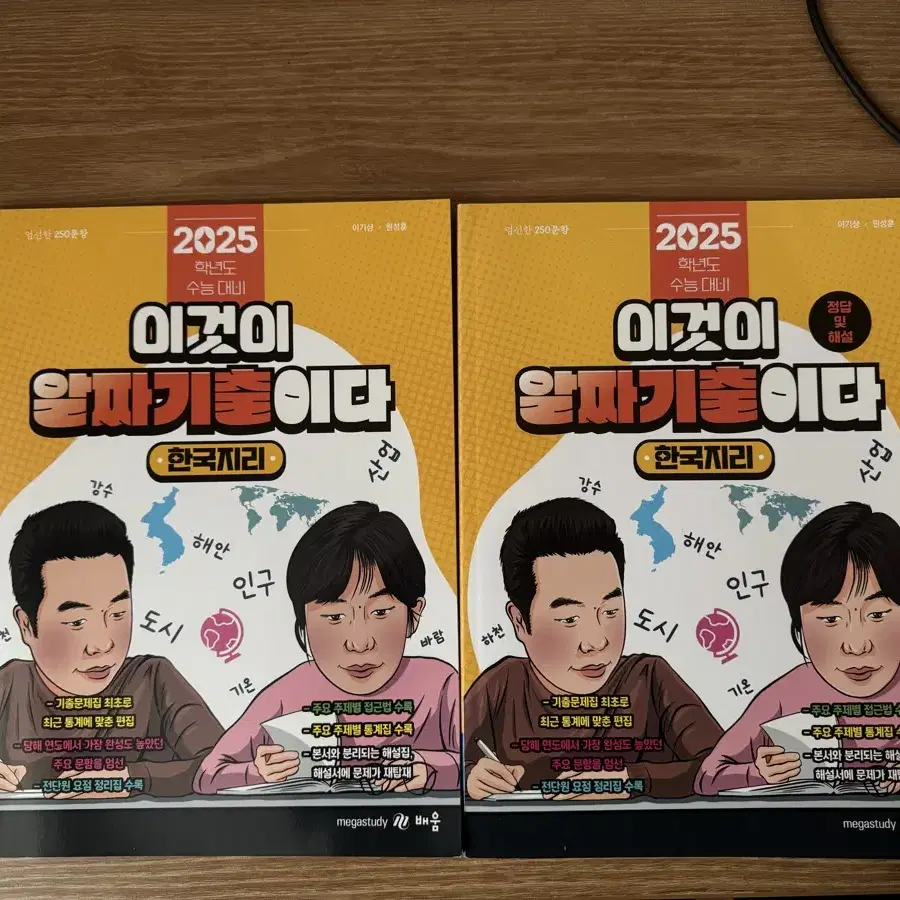 엄선한 250문항
이기상 · 원성훈
2025
학년도
수능 대비
이것이
알짜기출이다
한국지리
강수
산업
해안
인구
도시
하천
바람
기온
- 기출문제집 최초로
최근 통계에 맞춘 편집
- 당해 연도에서 가장 완성도 높았던
주요 문항을 엄선
- 전단원 요점 정리집 수록
- 주요 주제별 접근법 수록
- 주요 주제별 통계집 수록
- 본서와 분리되는 해설집,
해설서에 문제가 재탑재
megastudy 배움
엄선한 250문항
이기상 · 원성훈
2025
학년도
수능 대비
정답
및
해설
이것이
알짜기출이다
한국지리
강수
산업
해안
인구
도시
하천
기온
- 기출문제집 최초로
최근 통계에 맞춘 편집
- 당해 연도에서 가장 완성도 높았던
주요 문항을 엄선
- 전단원 요점 정리집 수록
- 주요 주제별 접근법 수
- 주요 주제별 통계집
- 본서와 분리되는 해설
해설서에 문제가 재탑
megastudy